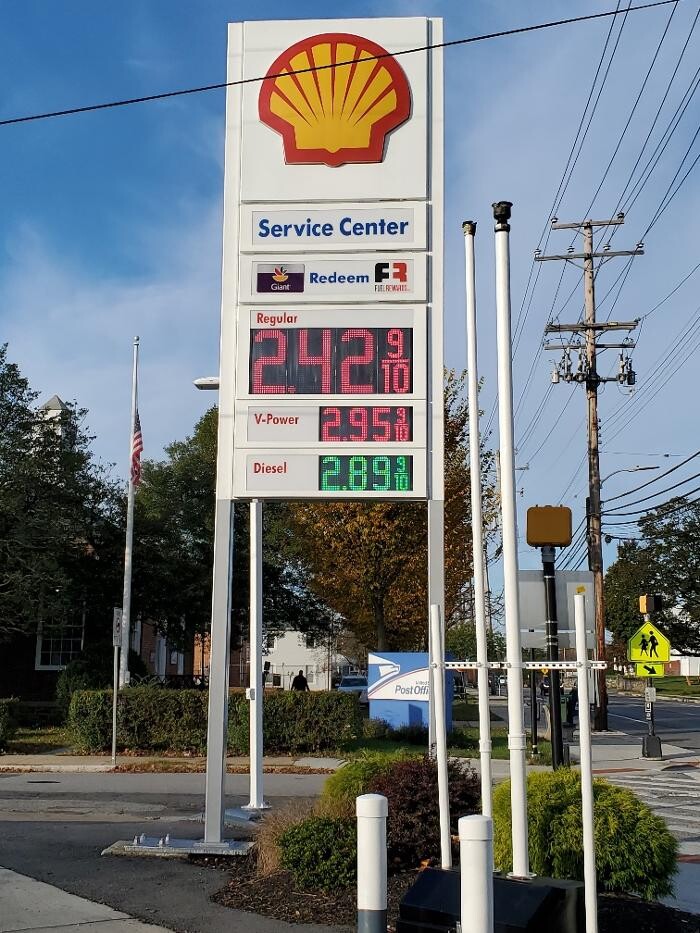 Service Center
Giant Redeem FR
FUEL REWARDS
Regular
2.42 9/10
V-Power 2.95 9/10
Diesel 2.89 9/10
Post Offi